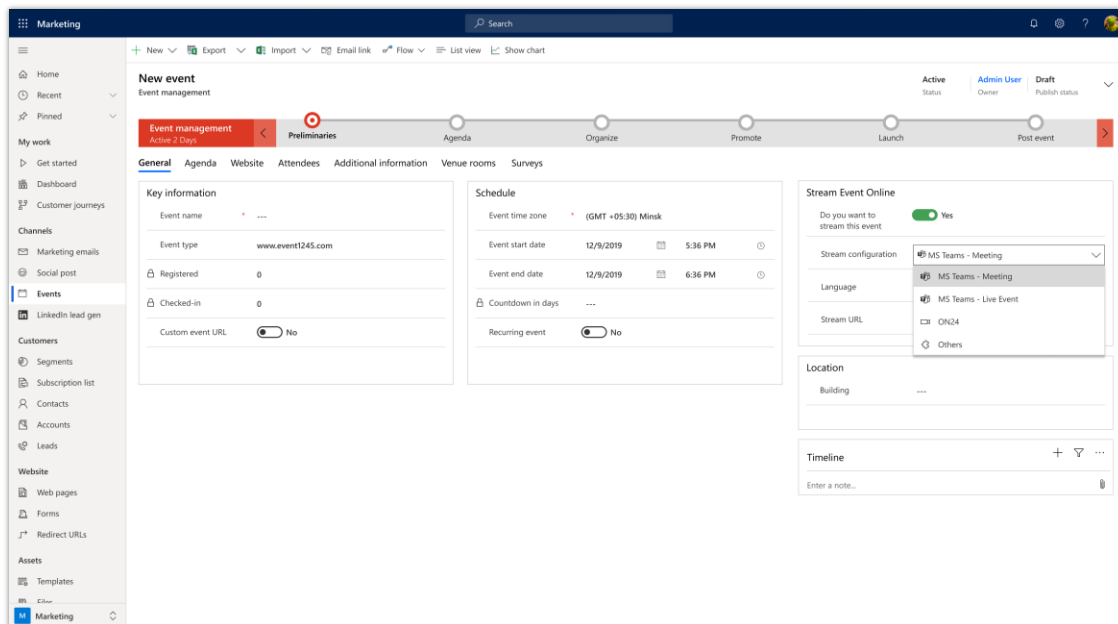 Marketing
Search
?
New
Export
Import
Email link
Flow
List view
Show chart
Home
Recent
Pinned
My work
Get started
Dashboard
Customer journeys
Channels
Marketing emails
Social post
Events
LinkedIn lead gen
Customers
Segments
Subscription list
Contacts
Accounts
Leads
Website
Web pages
Forms
Redirect URLs
Assets
Templates
Files
M Marketing
New event
Event management
Active
Status
Admin User
Owner
Draft
Publish status
Event management
Active 2 Days
Preliminaries
Agenda
Organize
Promote
Launch
Post event
General Agenda Website Attendees Additional information Venue rooms Surveys
Key information
Event name * ---
Event type www.event1245.com
Registered 0
Checked-in 0
Custom event URL No
Schedule
Event time zone * (GMT +05:30) Minsk
Event start date 12/9/2019 5:36 PM
Event end date 12/9/2019 6:36 PM
Countdown in days ---
Recurring event No
Stream Event Online
Do you want to
stream this event
Yes
Stream configuration MS Teams - Meeting
MS Teams - Meeting
MS Teams - Live Event
ON24
Others
Language
Stream URL
Location
Building ---
Timeline
Enter a note...